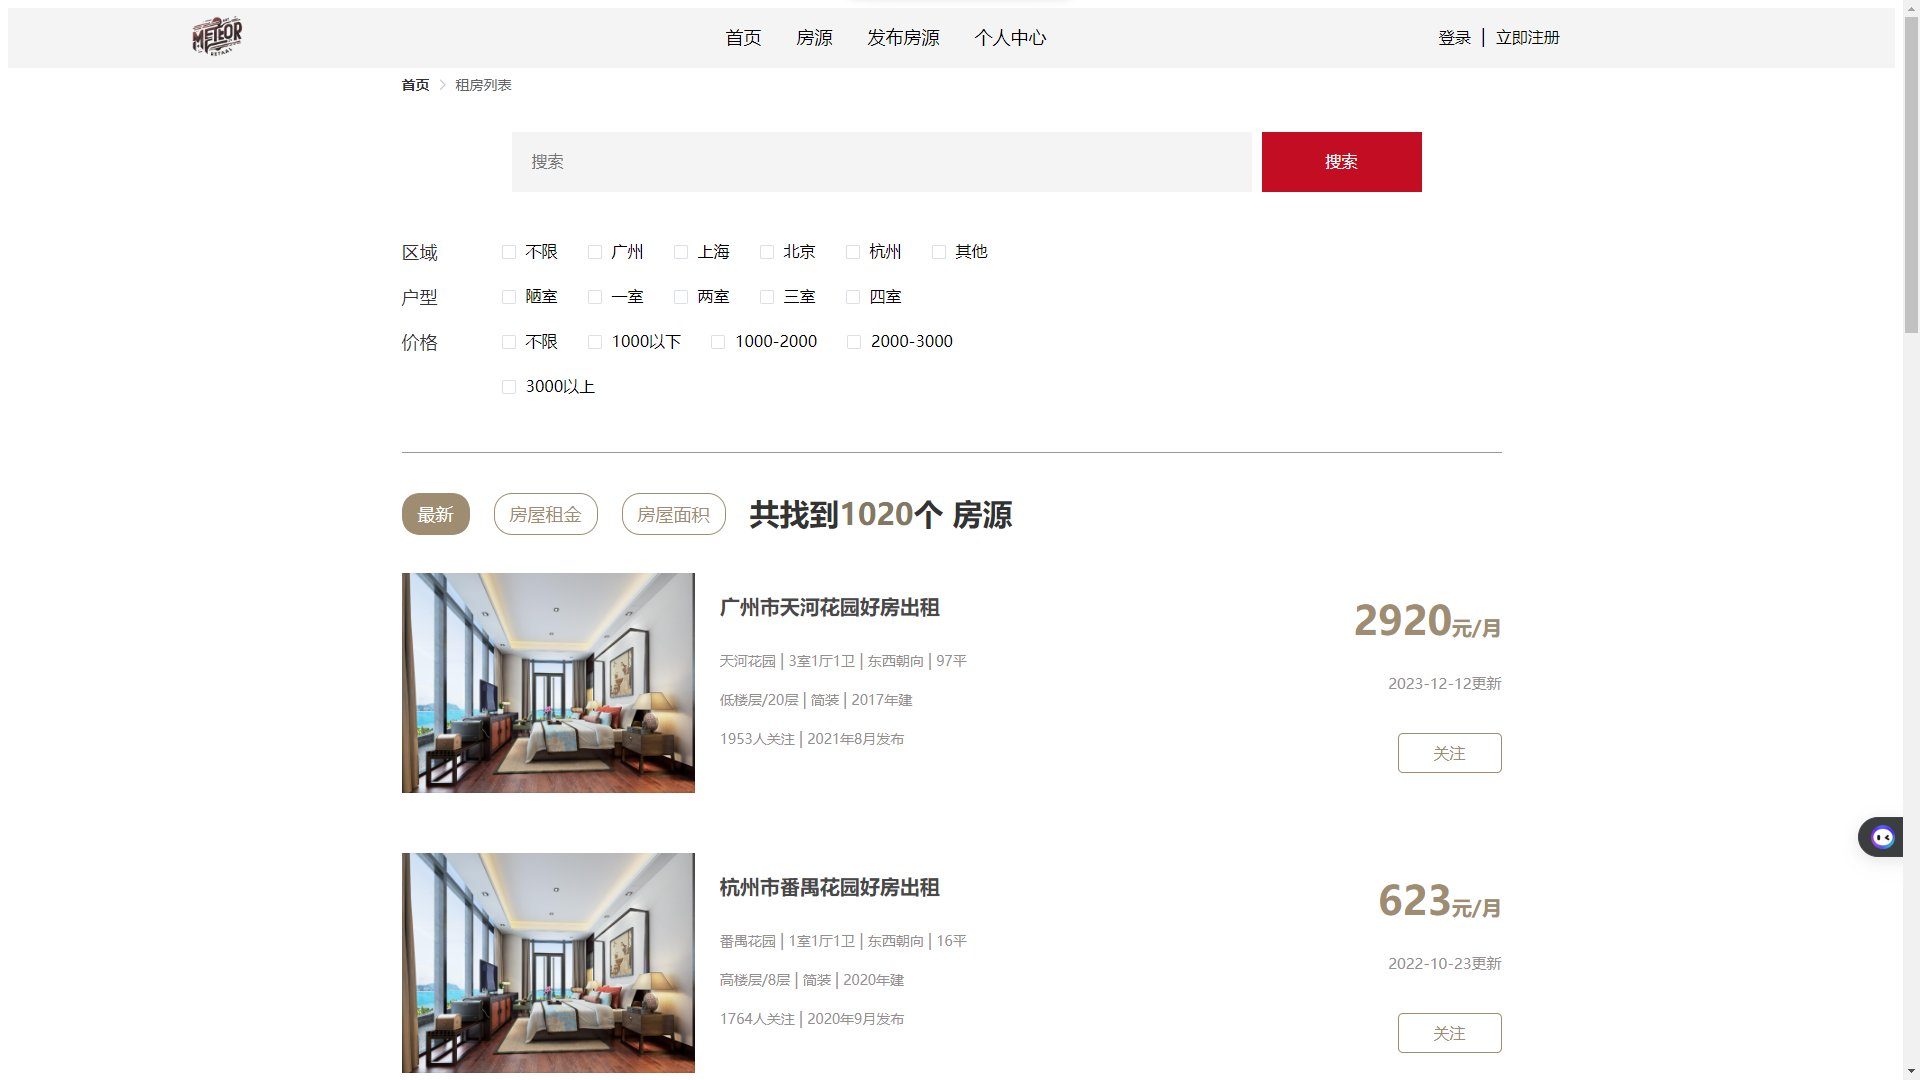 METEOR
首页 房源 发布房源 个人中心 登录 | 立即注册
首页 > 租房列表
搜索 搜索
区域 不限 广州 上海 北京 杭州 其他
户型 陋室 一室 两室 三室 四室
价格 不限 1000以下 1000-2000 2000-3000
3000以上
最新 房屋租金 房屋面积 共找到1020个 房源
广州市天河花园好房出租
天河花园 | 3室1厅1卫 | 东西朝向 | 97平
低楼层/20层 | 简装 | 2017年建
1953人关注 | 2021年8月发布
2920元/月
2023-12-12更新
关注
杭州市番禺花园好房出租
番禺花园 | 1室1厅1卫 | 东西朝向 | 16平
高楼层/8层 | 简装 | 2020年建
1764人关注 | 2020年9月发布
623元/月
2022-10-23更新
关注